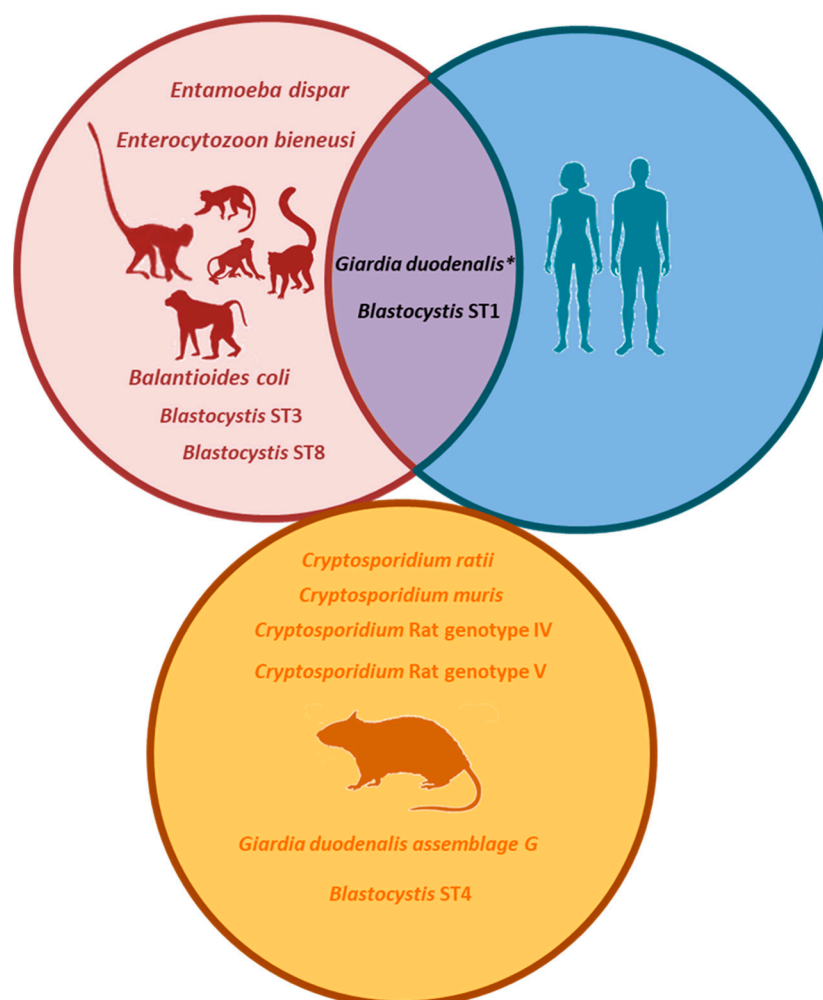 Entamoeba dispar
Enterocytozoon bieneusi
Giardia duodenalis*
Blastocystis ST1
Balantioides coli
Blastocystis ST3
Blastocystis ST8
Cryptosporidium ratii
Cryptosporidium muris
Cryptosporidium Rat genotype IV
Cryptosporidium Rat genotype V
Giardia duodenalis assemblage G
Blastocystis ST4